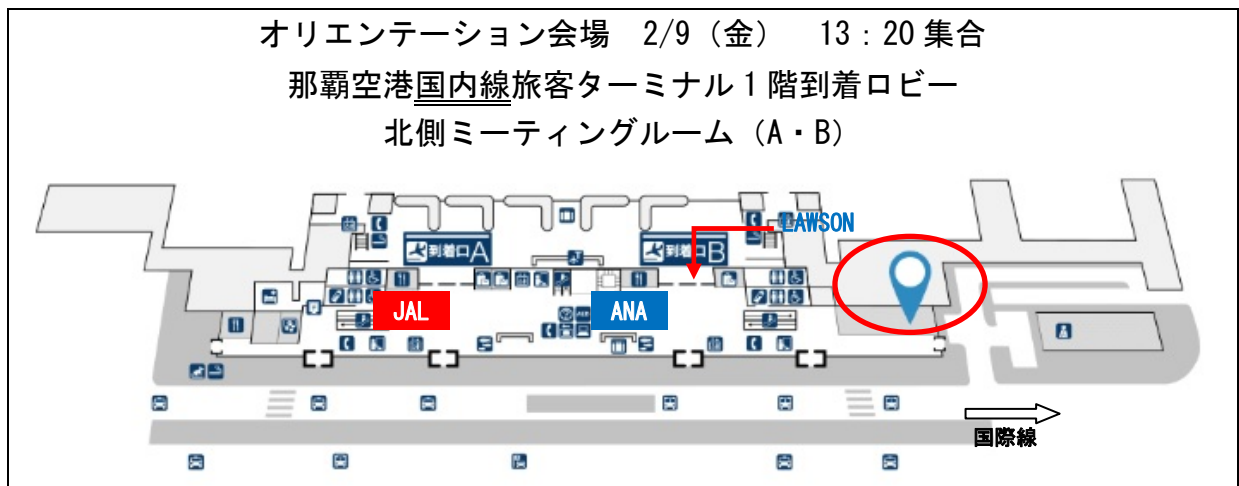 オリエンテーション会場　2/9（金）　13：20 集合
那覇空港国内線旅客ターミナル１階到着ロビー
北側ミーティングルーム（A・B）
LAWSON
到着口A
到着口B
JAL
ANA
国際線